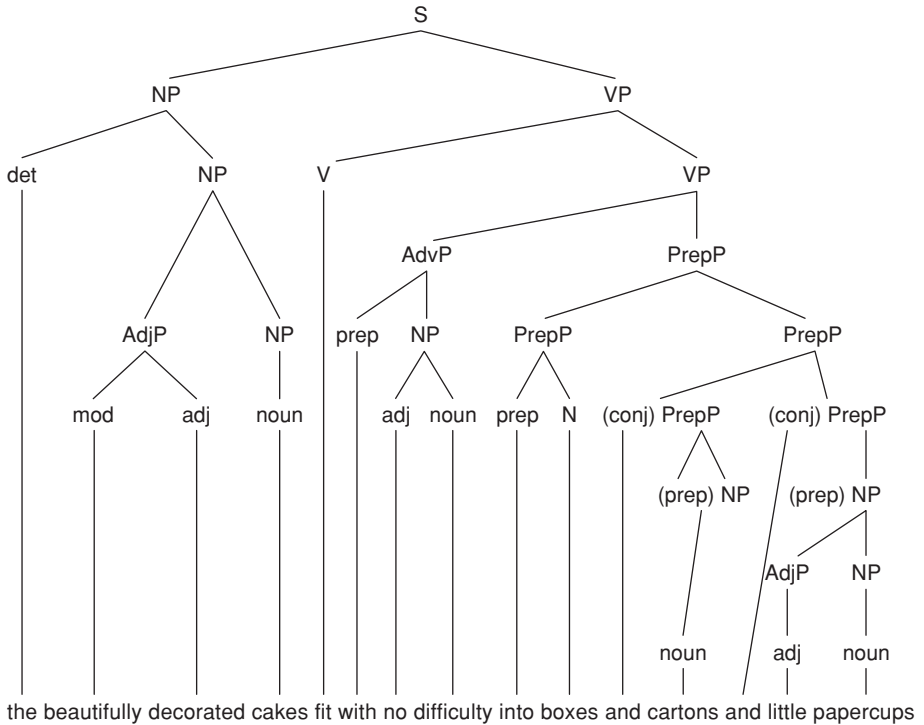 S
NP VP
det NP V VP
AdvP PrepP
AdjP NP prep NP PrepP PrepP
mod adj noun adj noun prep N (conj) PrepP (conj) PrepP
(prep) NP (prep) NP
AdjP NP
noun adj noun
the beautifully decorated cakes fit with no difficulty into boxes and cartons and little papercups